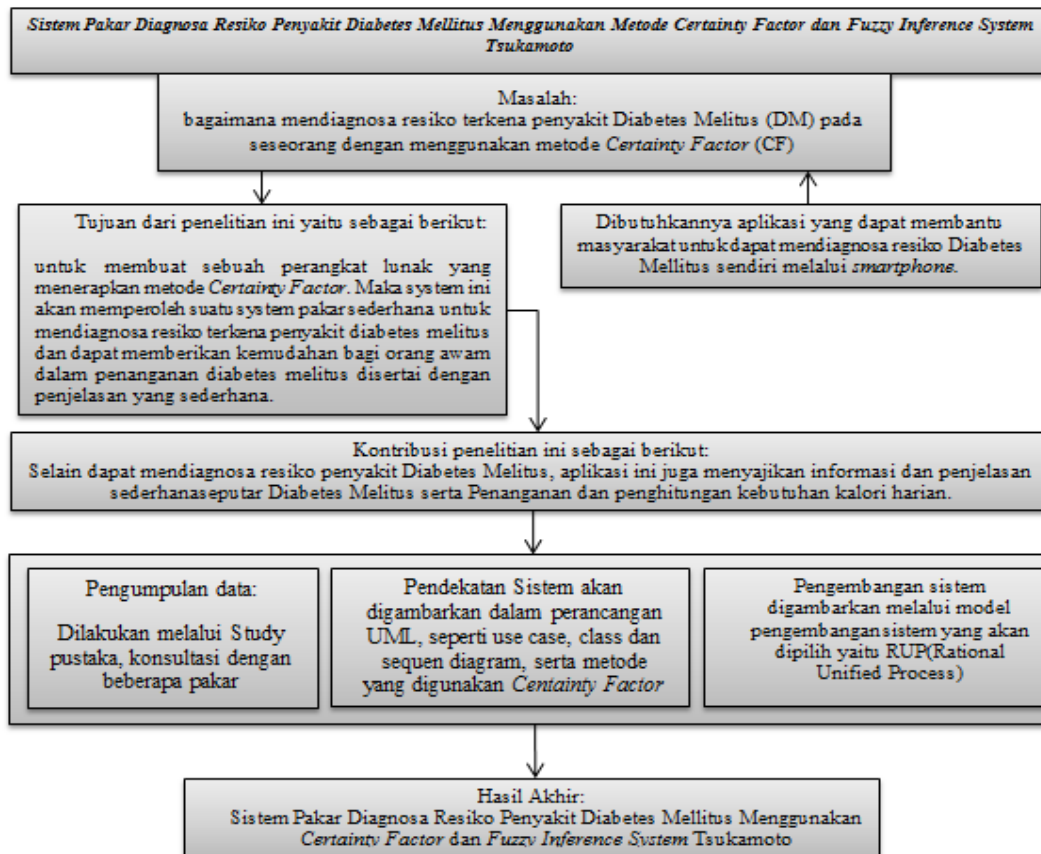 Sistem Pakar Diagnosa Resiko Penyakit Diabetes Mellitus Menggunakan Metode Certainty Factor dan Fuzzy Inference System
Tsukamoto
Masalah:
bagaimana mendiagnosa resiko terkena penyakit Diabetes Melitus (DM) pada
seseorang dengan menggunakan metode Certainty Factor (CF)
Tujuan dari penelitian ini yaitu sebagai berikut:
untuk membuat sebuah perangkat lunak yang
menerapkan metode Certainty Factor. Maka system ini
akan memperoleh suatu system pakar sederhana untuk
mendiagnosa resiko terkena penyakit diabetes melitus
dan dapat memberikan kemudahan bagi orang awam
dalam penanganan diabetes melitus disertai dengan
penjelasan yang sederhana.
Dibutuhkannya aplikasi yang dapat membantu
masyarakat untuk dapat mendiagnosa resiko Diabetes
Mellitus sendiri melalui smartphone.
Kontribusi penelitian ini sebagai berikut:
Selain dapat mendiagnosa resiko penyakit Diabetes Melitus, aplikasi ini juga menyajikan informasi dan penjelasan
sederhanaseputar Diabetes Melitus serta Penanganan dan penghitungan kebutuhan kalori harian.
Pengumpulan data:
Dilakukan melalui Study
pustaka, konsultasi dengan
beberapa pakar
Pendekatan Sistem akan
digambarkan dalam perancangan
UML, seperti use case, class dan
sequen diagram, serta metode
yang digunakan Centainty Factor
Pengembangan sistem
digambarkan melalui model
pengembangan sistem yang akan
dipilih yaitu RUP(Rational
Unified Process)
Hasil Akhir:
Sistem Pakar Diagnosa Resiko Penyakit Diabetes Mellitus Menggunakan
Certainty Factor dan Fuzzy Inference System Tsukamoto